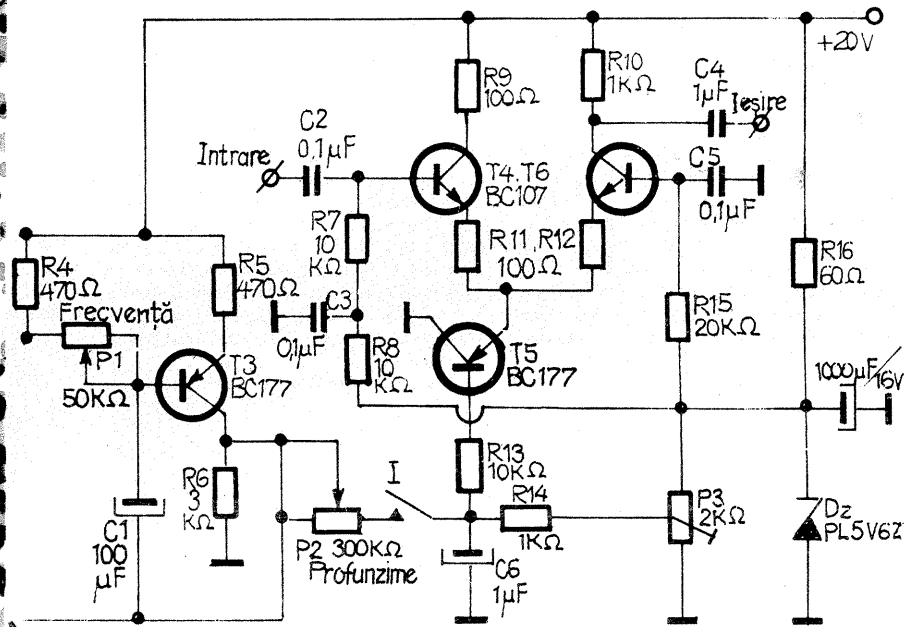 +20V
R9
100Ω
R10
1KΩ
C4
1µF
Ieşire
C2
0,1µF
Intrare
T4, T6
BC107
C5
0,1µF
R7
10
KΩ
R11, R12
100Ω
R16
60Ω
R4
470Ω
R5
470Ω
Frecvenţă
P1
50KΩ
C3
0,1µF
R15
20KΩ
T3
BC177
R8
10
KΩ
T5
BC177
1000µF/16V
R6
3
KΩ
R13
10KΩ
I
R14
1KΩ
P3
2KΩ
Dz
PL5V6Z
C1
100
µF
P2 300KΩ
Profunzime
C6
1µF